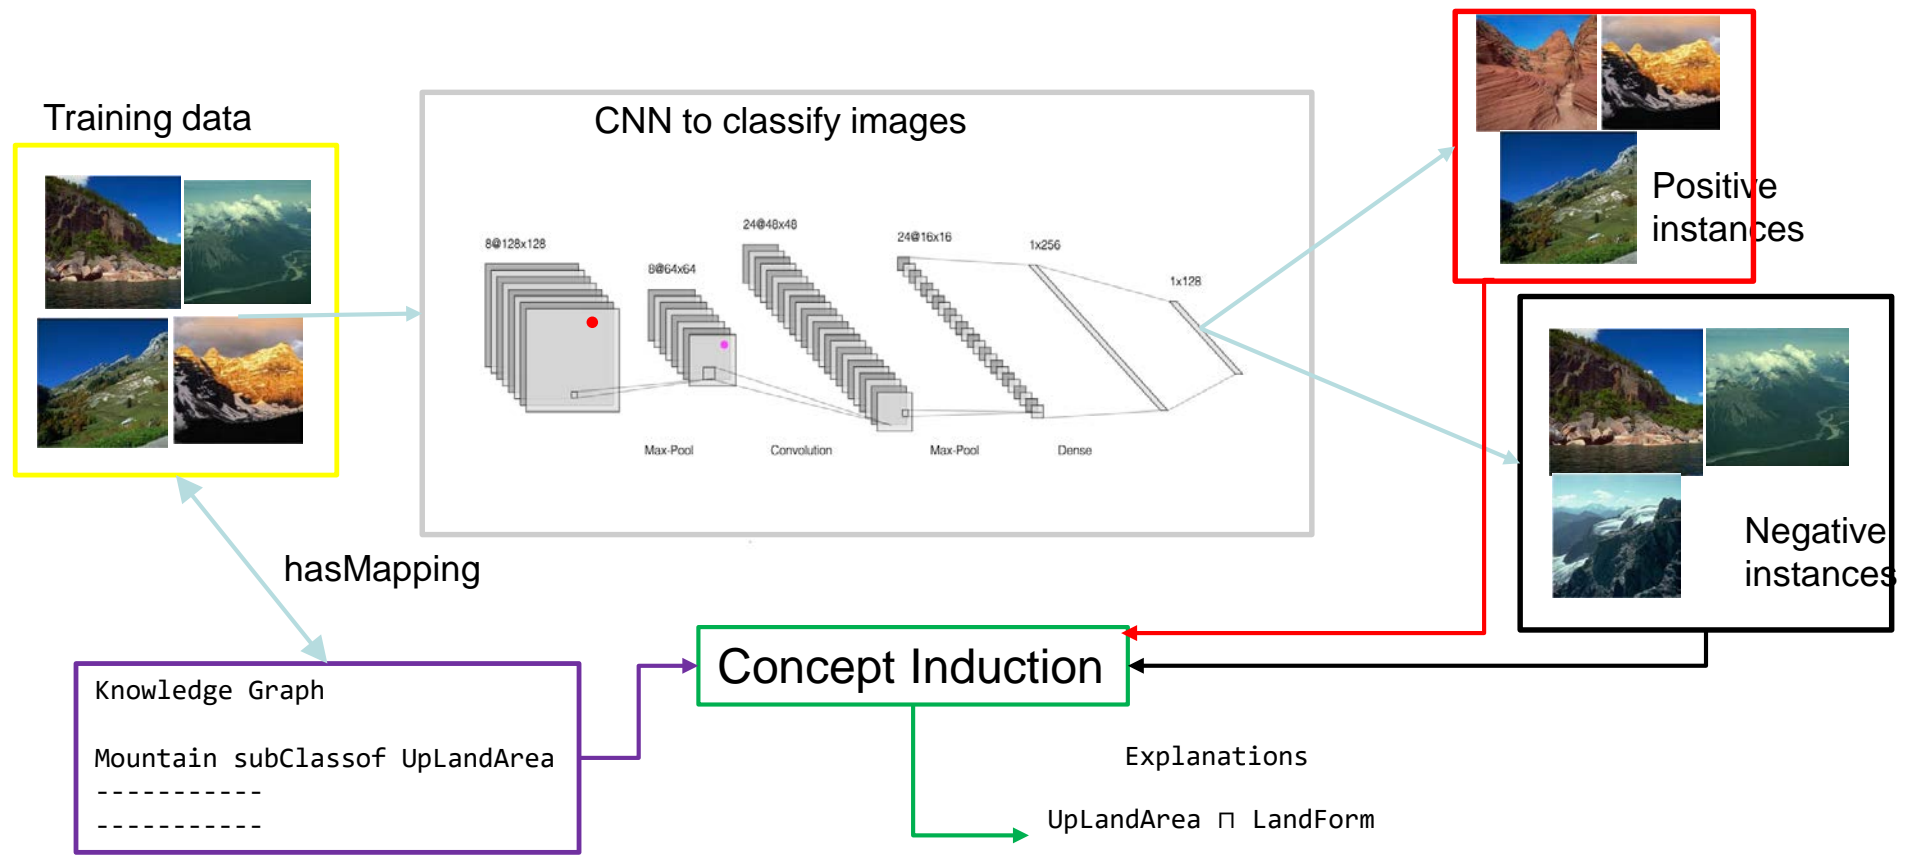 Training data
CNN to classify images
8@128x128
8@64x64
24@48x48
24@16x16
1x256
1x128
Max-Pool
Convolution
Max-Pool
Dense
Positive
instances
Negative
instances
hasMapping
Knowledge Graph
Mountain subClassof UpLandArea
-----------
-----------
Concept Induction
Explanations
UpLandArea ⊓ LandForm